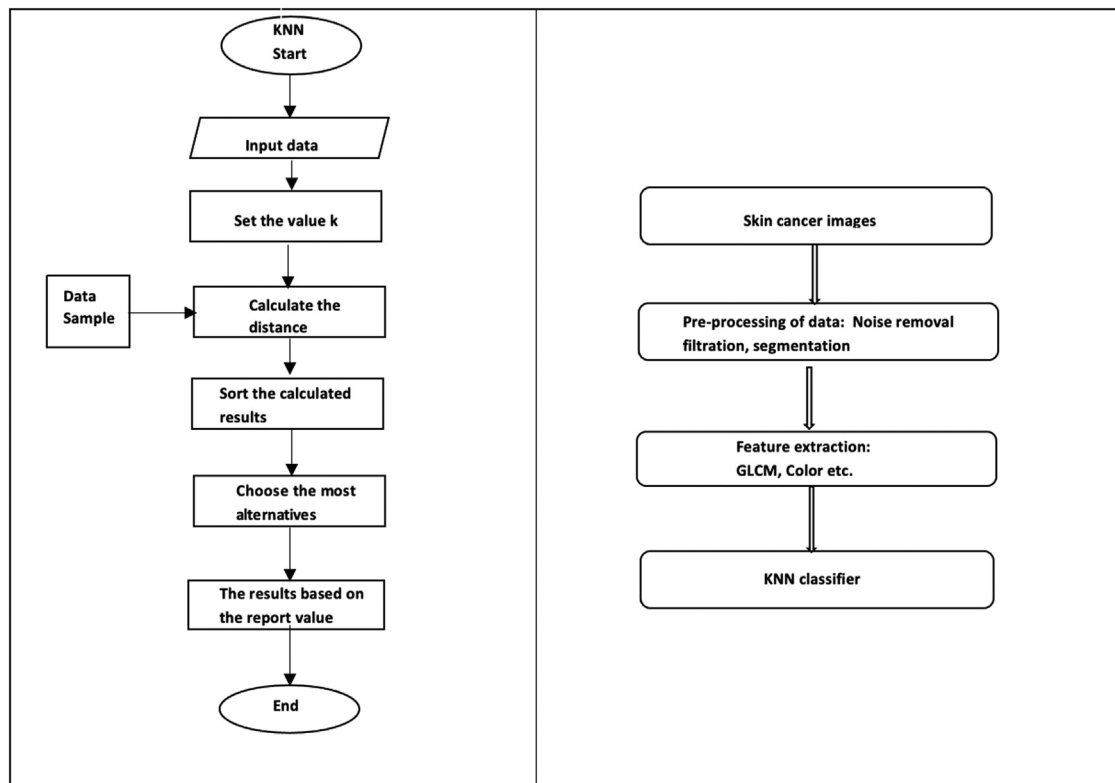 KNN
Start
Input data
Set the value k
Data
Sample
Calculate the
distance
Sort the calculated
results
Choose the most
alternatives
The results based on
the report value
End
Skin cancer images
Pre-processing of data:  Noise removal
filtration, segmentation
Feature extraction:
GLCM, Color etc.
KNN classifier